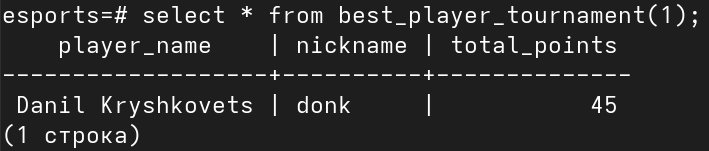 esports=# select * from best_player_tournament(1);
    player_name    | nickname | total_points
-------------------+----------+--------------
 Danil Kryshkovets | donk     |           45
(1 строка)